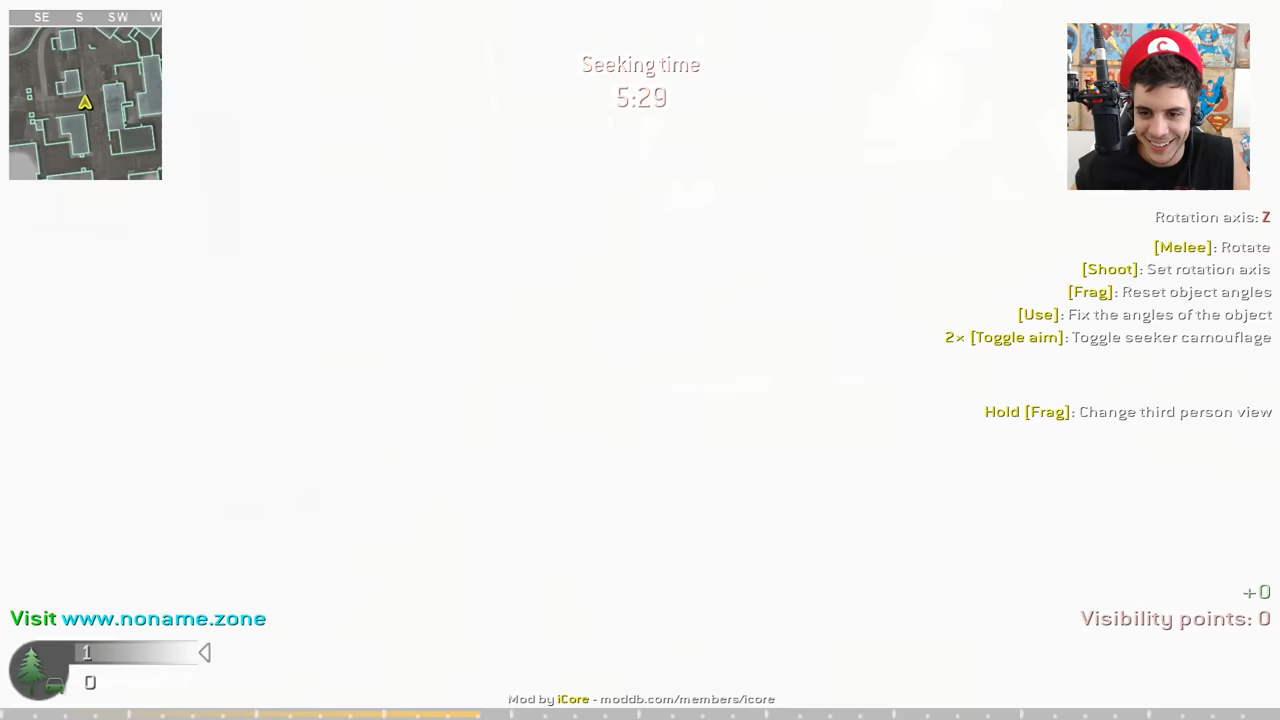 SE S SW W
Seeking time
5:29
C
Rotation axis: Z
[Melee]: Rotate
[Shoot]: Set rotation axis
[Frag]: Reset object angles
[Use]: Fix the angles of the object
2× [Toggle aim]: Toggle seeker camouflage
Hold [Frag]: Change third person view
+0
Visibility points: 0
Visit www.noname.zone
1
0
Mod by iCore - moddb.com/members/icore